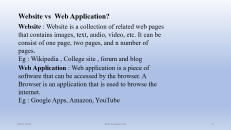 Website vs Web Application?
Website : Website is a collection of related web pages
that contains images, text, audio, video, etc. It can be
consist of one page, two pages, and n number of
pages.
Eg : Wikipedia , College site , forum and blog
Web Application : Web application is a piece of
software that can be accessed by the browser. A
Browser is an application that is used to browse the
internet.
Eg : Google Apps, Amazon, YouTube